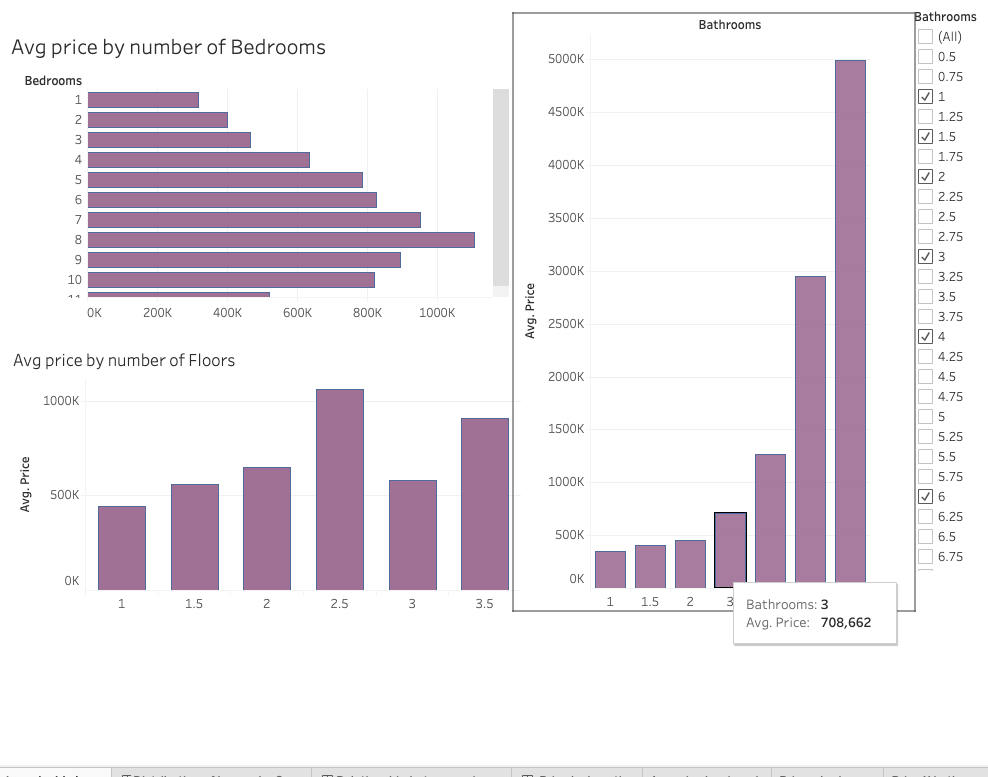 Avg price by number of Bedrooms
Bedrooms
1
2
3
4
5
6
7
8
9
10
11
0K 200K 400K 600K 800K 1000K
Avg price by number of Floors
1000K
500K
0K
Avg. Price
1 1.5 2 2.5 3 3.5
Bathrooms
5000K
4500K
4000K
3500K
3000K
2500K
2000K
1500K
1000K
500K
0K
Avg. Price
1 1.5 2 3
Bathrooms: 3
Avg. Price: 708,662
Bathrooms
(All)
0.5
0.75
1
1.25
1.5
1.75
2
2.25
2.5
2.75
3
3.25
3.5
3.75
4
4.25
4.5
4.75
5
5.25
5.5
5.75
6
6.25
6.5
6.75